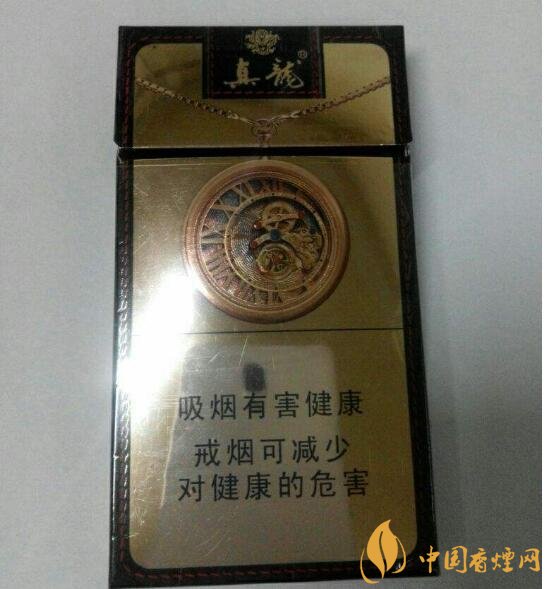 真龍®
吸烟有害健康
戒烟可减少
对健康的危害
中国香煙网